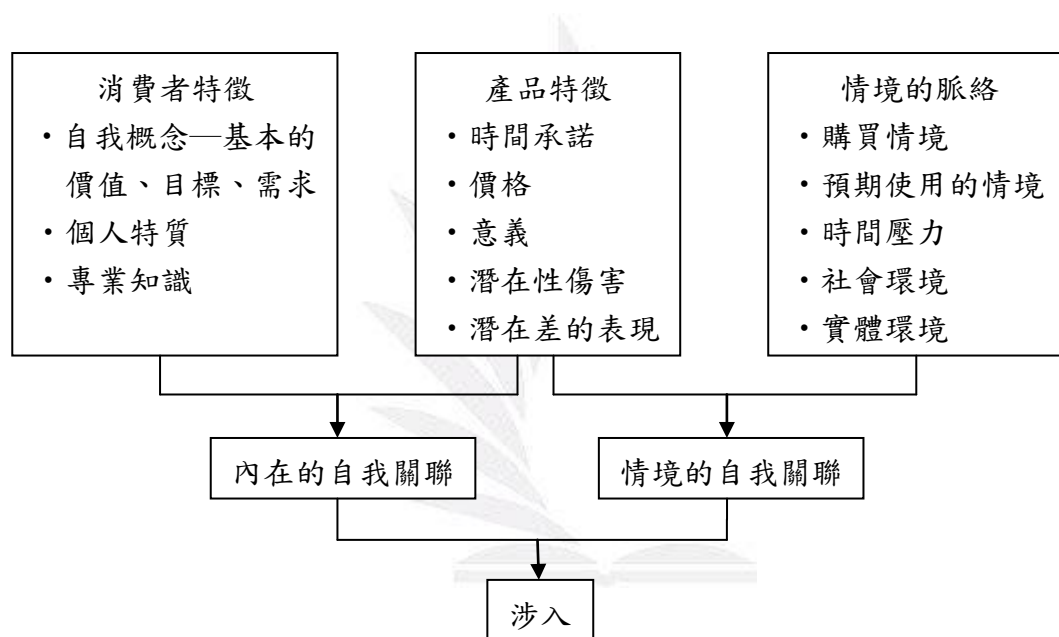 消費者特徵
・自我概念─基本的
價值、目標、需求
・個人特質
・專業知識
產品特徵
・時間承諾
・價格
・意義
・潛在性傷害
・潛在差的表現
情境的脈絡
・購買情境
・預期使用的情境
・時間壓力
・社會環境
・實體環境
內在的自我關聯
情境的自我關聯
涉入